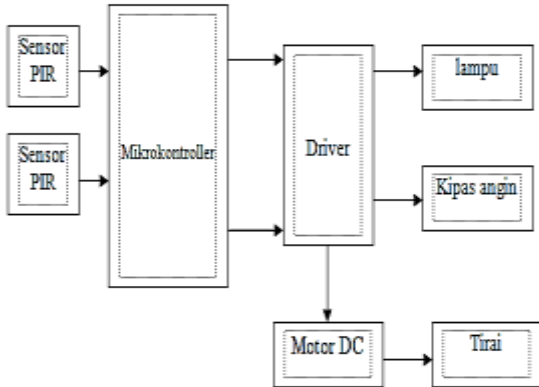 Sensor
PIR
Sensor
PIR
Mikrokontroller
Driver
lampu
Kipas angin
Motor DC
Tirai